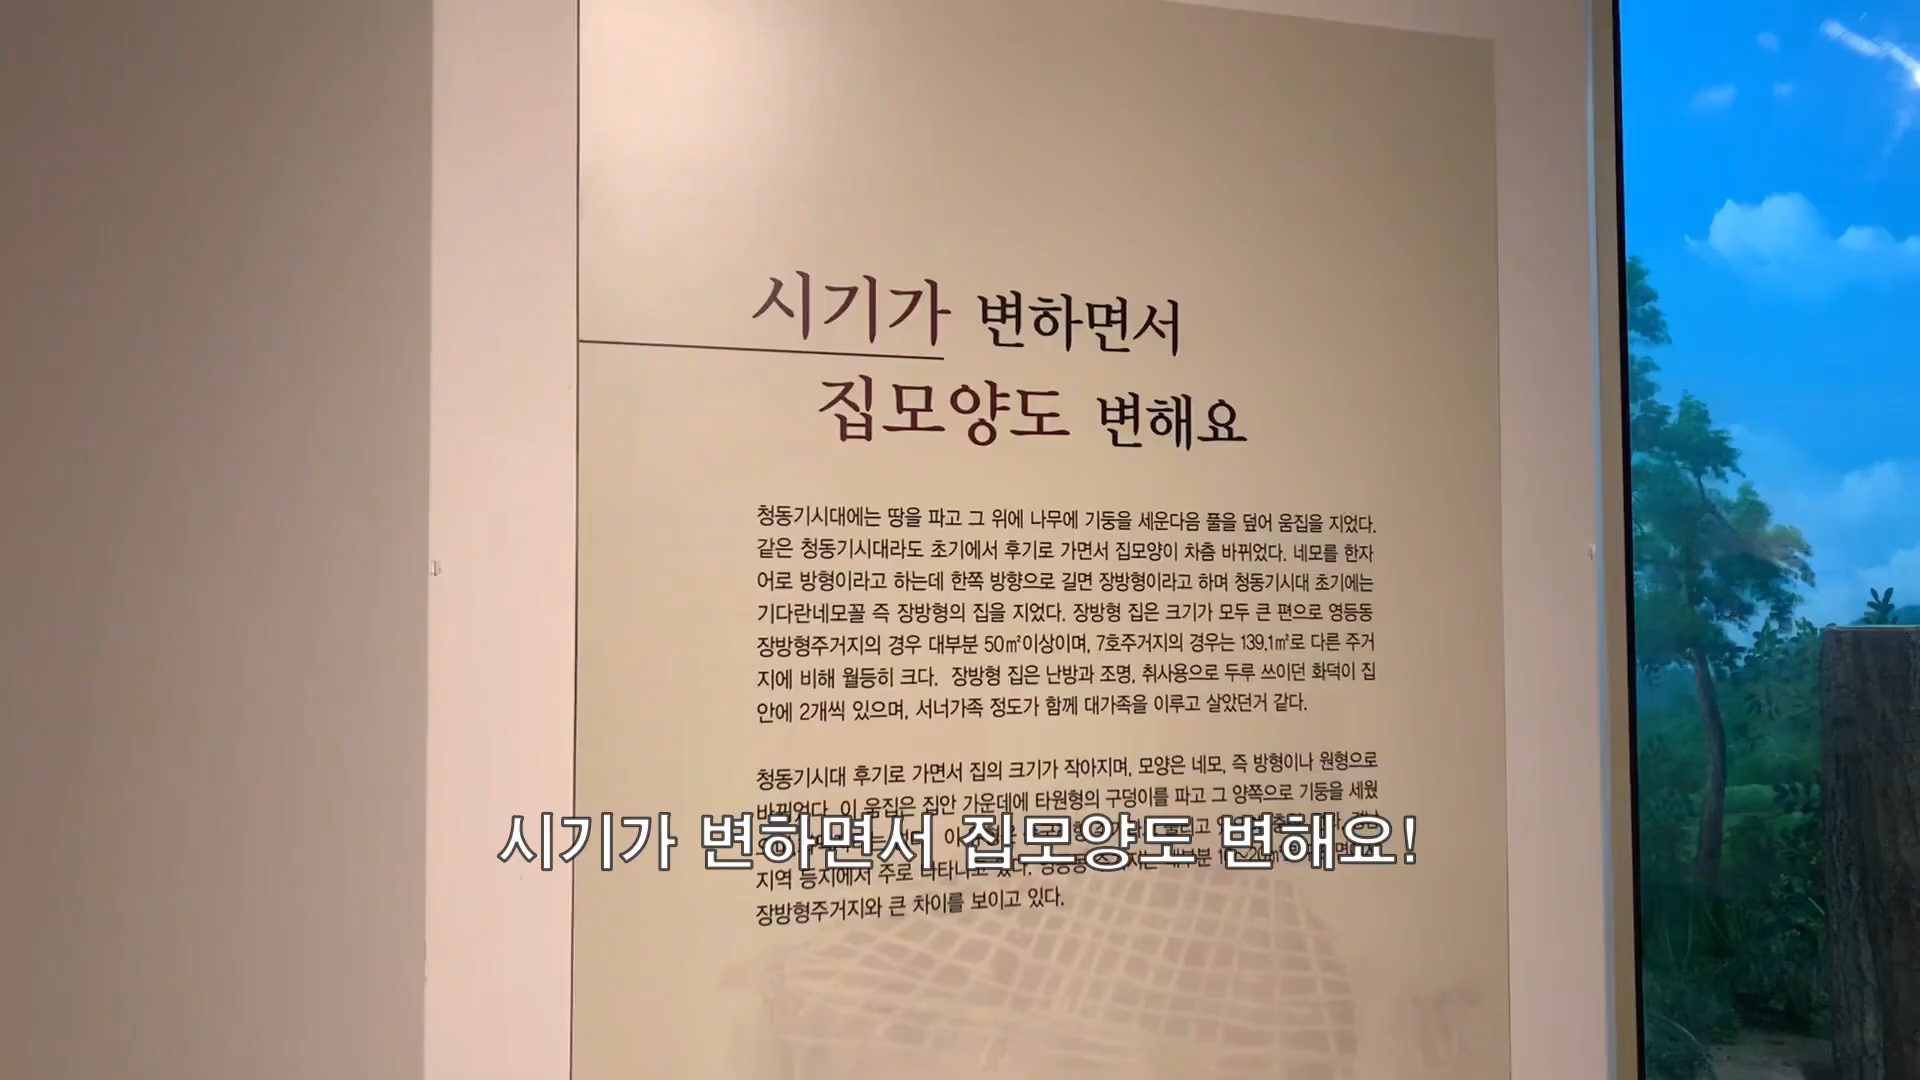 시기가 변하면서
집모양도 변해요
청동기시대에는 땅을 파고 그 위에 나무에 기둥을 세운다음 풀을 덮어 움집을 지었다.
같은 청동기시대라도 초기에서 후기로 가면서 집모양이 차츰 바뀌었다. 네모를 한자
어로 방형이라고 하는데 한쪽 방향으로 길면 장방형이라고 하며 청동기시대 초기에는
기다란네모꼴 즉 장방형의 집을 지었다. 장방형 집은 크기가 모두 큰 편으로 영등동
장방형주거지의 경우 대부분 50㎡이상이며, 7호주거지의 경우는 139.1㎡로 다른 주거
지에 비해 월등히 크다. 장방형 집은 난방과 조명, 취사용으로 두루 쓰이던 화덕이 집
안에 2개씩 있으며, 서너가족 정도가 함께 대가족을 이루고 살았던거 같다.
청동기시대 후기로 가면서 집의 크기가 작아지며, 모양은 네모, 즉 방형이나 원형으로
바뀌었다. 이 움집은 집안 가운데에 타원형의 구덩이를 파고 그 양쪽으로 기둥을 세웠
지역 등지에서 주로 나타나고 있다.
장방형주거지와 큰 차이를 보이고 있다.
시기가 변하면서 집모양도 변해요!